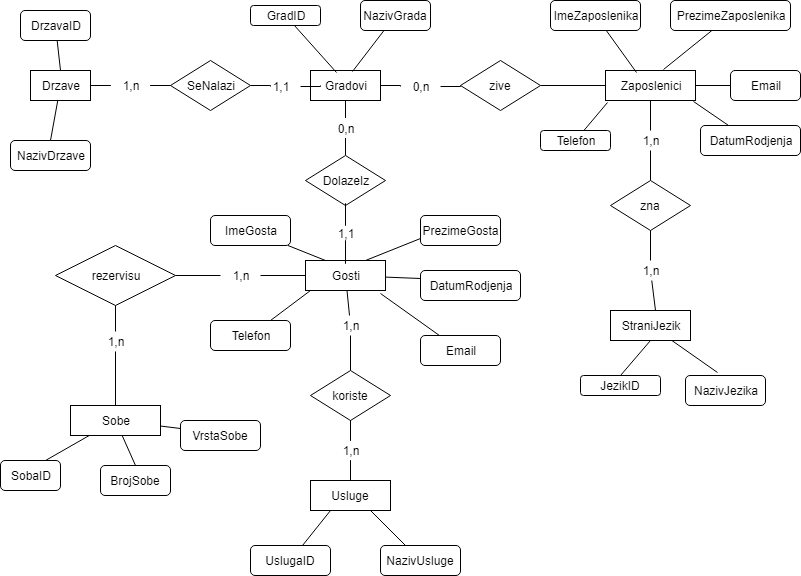 DrzavaID
GradID
NazivGrada
ImeZaposlenika
PrezimeZaposlenika
Drzave
1,n
SeNalazi
1,1
Gradovi
0,n
zive
Zaposlenici
Email
NazivDrzave
0,n
Telefon
1,n
DatumRodjenja
DolazeIz
zna
ImeGosta
1,1
PrezimeGosta
rezervisu
1,n
Gosti
DatumRodjenja
1,n
Telefon
1,n
Email
StraniJezik
1,n
koriste
JezikID
NazivJezika
Sobe
VrstaSobe
1,n
SobaID
BrojSobe
Usluge
UslugaID
NazivUsluge